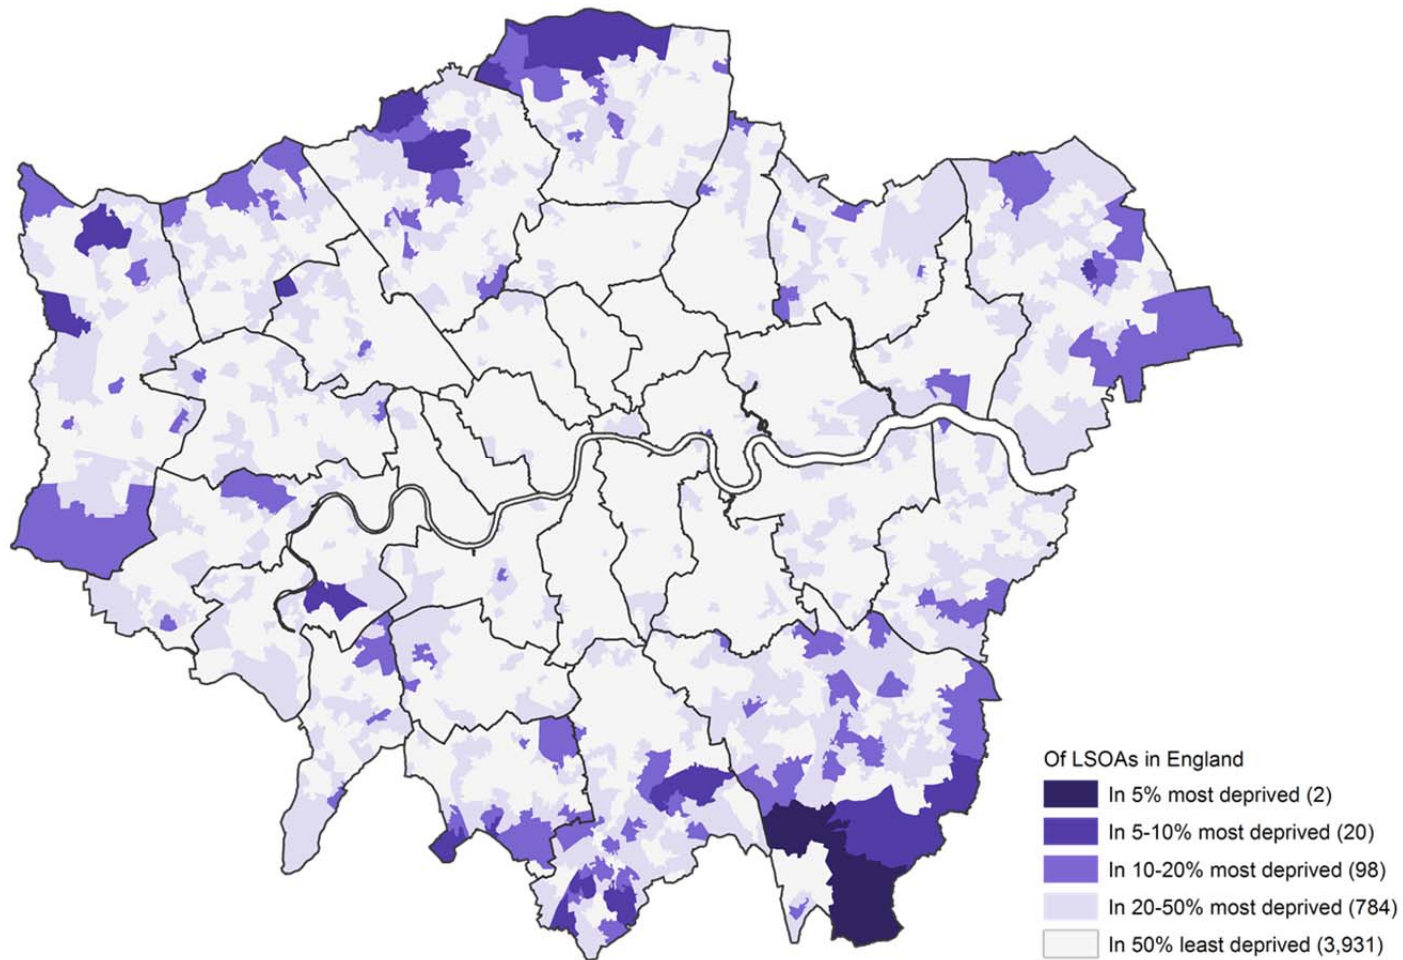 Of LSOAs in England
In 5% most deprived (2)
In 5-10% most deprived (20)
In 10-20% most deprived (98)
In 20-50% most deprived (784)
In 50% least deprived (3,931)